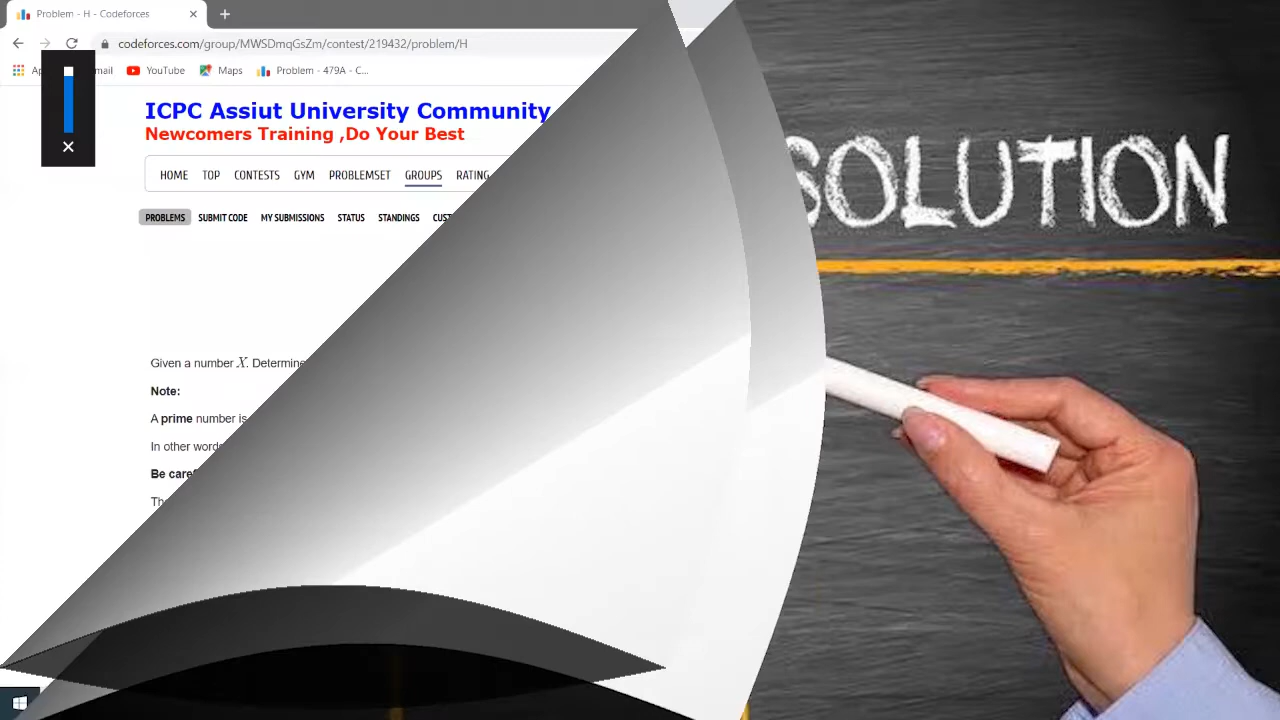 Problem - H - Codeforces
codeforces.com/group/MWSDmqGsZm/contest/219432/problem/H
YouTube
Maps
Problem - 479A - C...
ICPC Assiut University Community
Newcomers Training ,Do Your Best
HOME TOP CONTESTS GYM PROBLEMSET GROUPS RATING
PROBLEMS SUBMIT CODE MY SUBMISSIONS STATUS STANDINGS
SOLUTION
Given a number X. Determine
Note:
A prime number is
In other words
Be